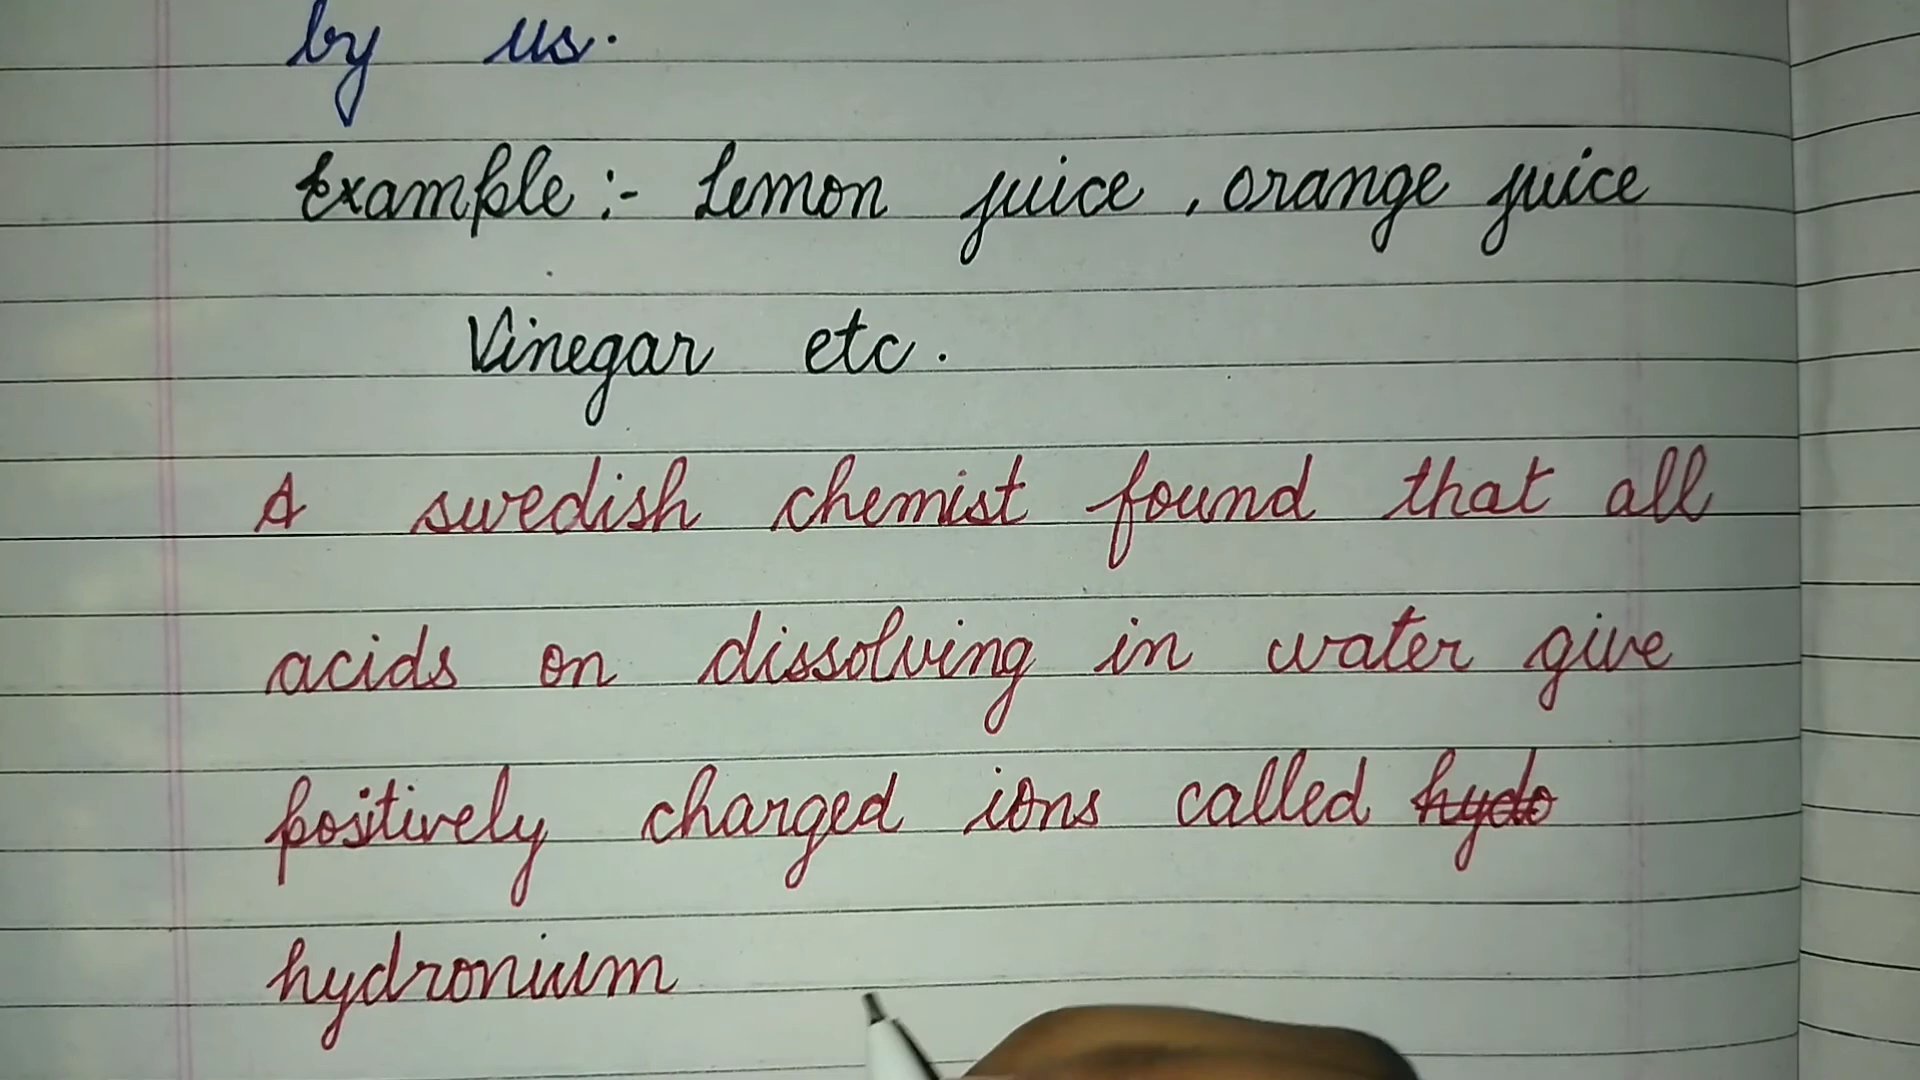 by us.
Example :- Lemon juice , orange juice
Vinegar etc .
A swedish chemist found that all
acids on dissolving in water give
positively charged ions called hydo
hydronium